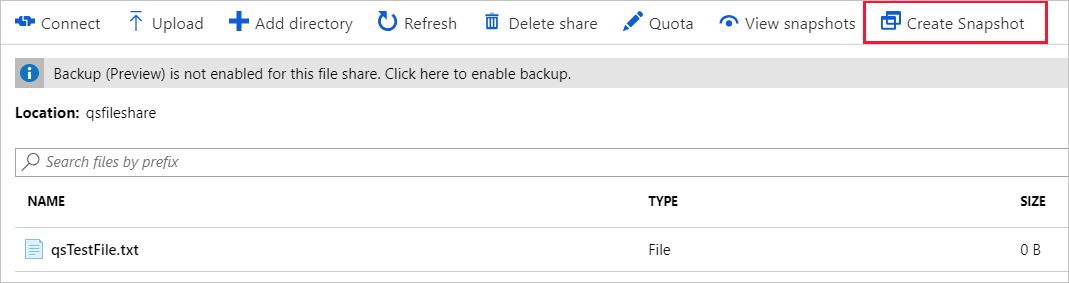 Connect Upload Add directory Refresh Delete share Quota View snapshots Create Snapshot
Backup (Preview) is not enabled for this file share. Click here to enable backup.
Location: qsfileshare
Search files by prefix
NAME TYPE SIZE
qsTestFile.txt File 0 B